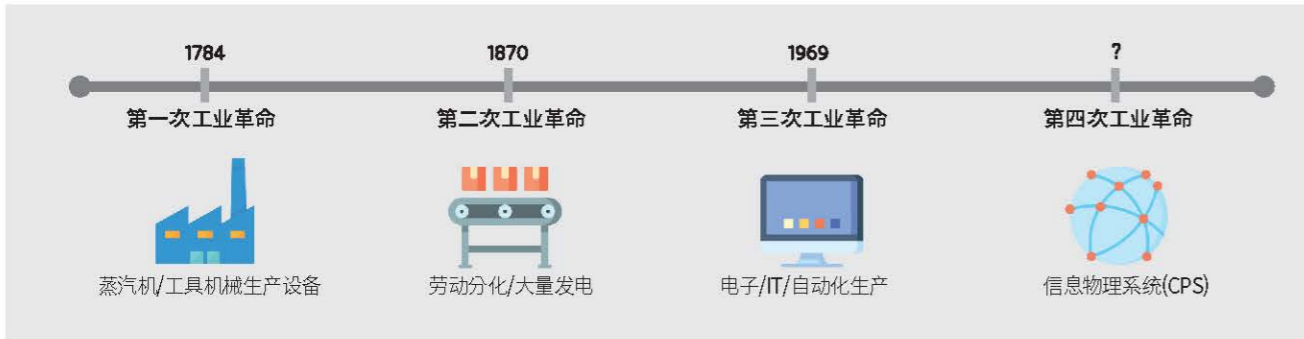 1784
1870
1969
?
第一次工业革命
第二次工业革命
第三次工业革命
第四次工业革命
蒸汽机/工具机械生产设备
劳动分化/大量发电
电子/IT/自动化生产
信息物理系统(CPS)